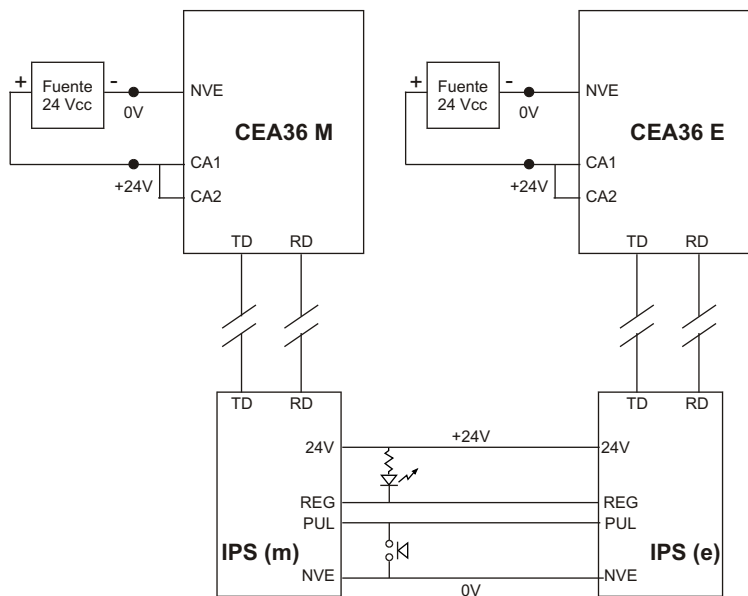 +
Fuente
24 Vcc
-
0V
NVE
CEA36 M
CA1
+24V
CA2
TD RD
+
Fuente
24 Vcc
-
0V
NVE
CEA36 E
CA1
+24V
CA2
TD RD
TD RD
24V
REG
PUL
IPS (m)
NVE
+24V
0V
TD RD
24V
REG
PUL
IPS (e)
NVE